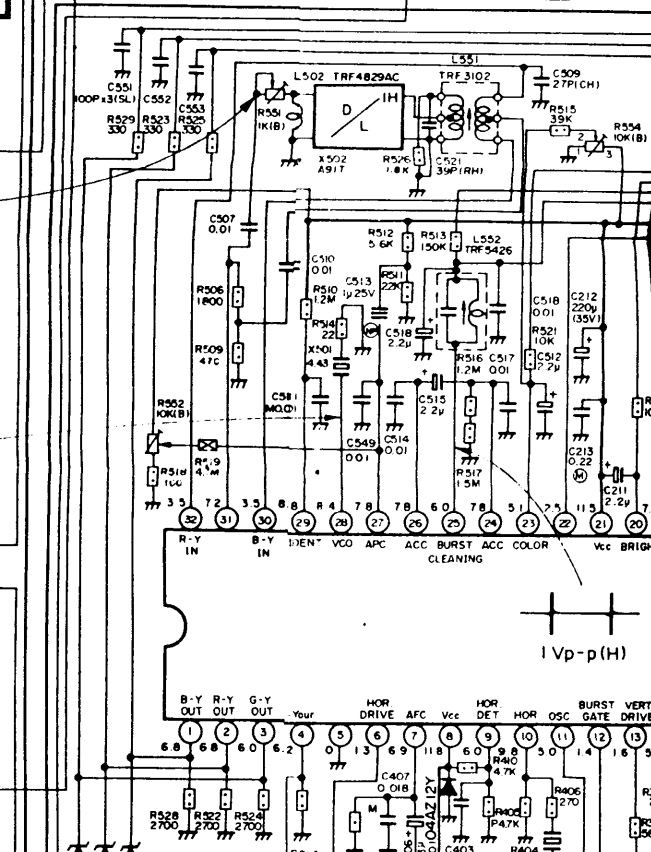 L551
L502 TRF4829AC
TRF3102
C509
27P(CH)
C551
100P×3(SL)
C552
C553
R529
330
R523
330
R525
330
R551
1K(B)
D
L
1H
X502
A91T
R526
1.8K
C521
39P(RH)
R515
39K
R554
10K(B)
2
3
C507
0.01
R512
5.6K
R513
150K
L552
TRF5426
C510
0.01
R510
1.2M
C513
1μ25V
R511
22K
R506
1800
R514
22
X501
4.43
NP
C518
2.2μ
C518
0.01
C212
220μ
(35V)
R521
10K
C512
2.2μ
R509
R516
1.2M
C517
0.01
R552
10K(B)
C515
2.2μ
C549
0.01
C514
0.01
C213
0.22
M
R518
100
R517
1.5M
C211
2.2μ
3.5
7.2
3.5
8.8
8.4
7.8
7.8
6.0
7.8
5.1
11.5
32
31
30
29
28
27
26
25
24
23
22
21
20
R-Y
IN
B-Y
IN
IDENT
VCO
APC
ACC
BURST
CLEANING
ACC
COLOR
Vcc
BRIGH
1Vp-p(H)
B-Y
OUT
R-Y
OUT
G-Y
OUT
Your
HOR
DRIVE
AFC
Vcc
HOR.
DET
HOR
OSC
BURST
GATE
VERT
DRIVE
1
2
3
4
5
6
7
8
9
10
11
12
13
6.8
6.8
6.0
6.2
0
1.3
6.9
11.8
6.0
9.8
5.0
1.4
1.6
R410
4.7K
C407
0.018
M
D104AZ12Y
R405
P4.7K
R406
270
R528
2700
R522
2700
R524
2700
C403
R404